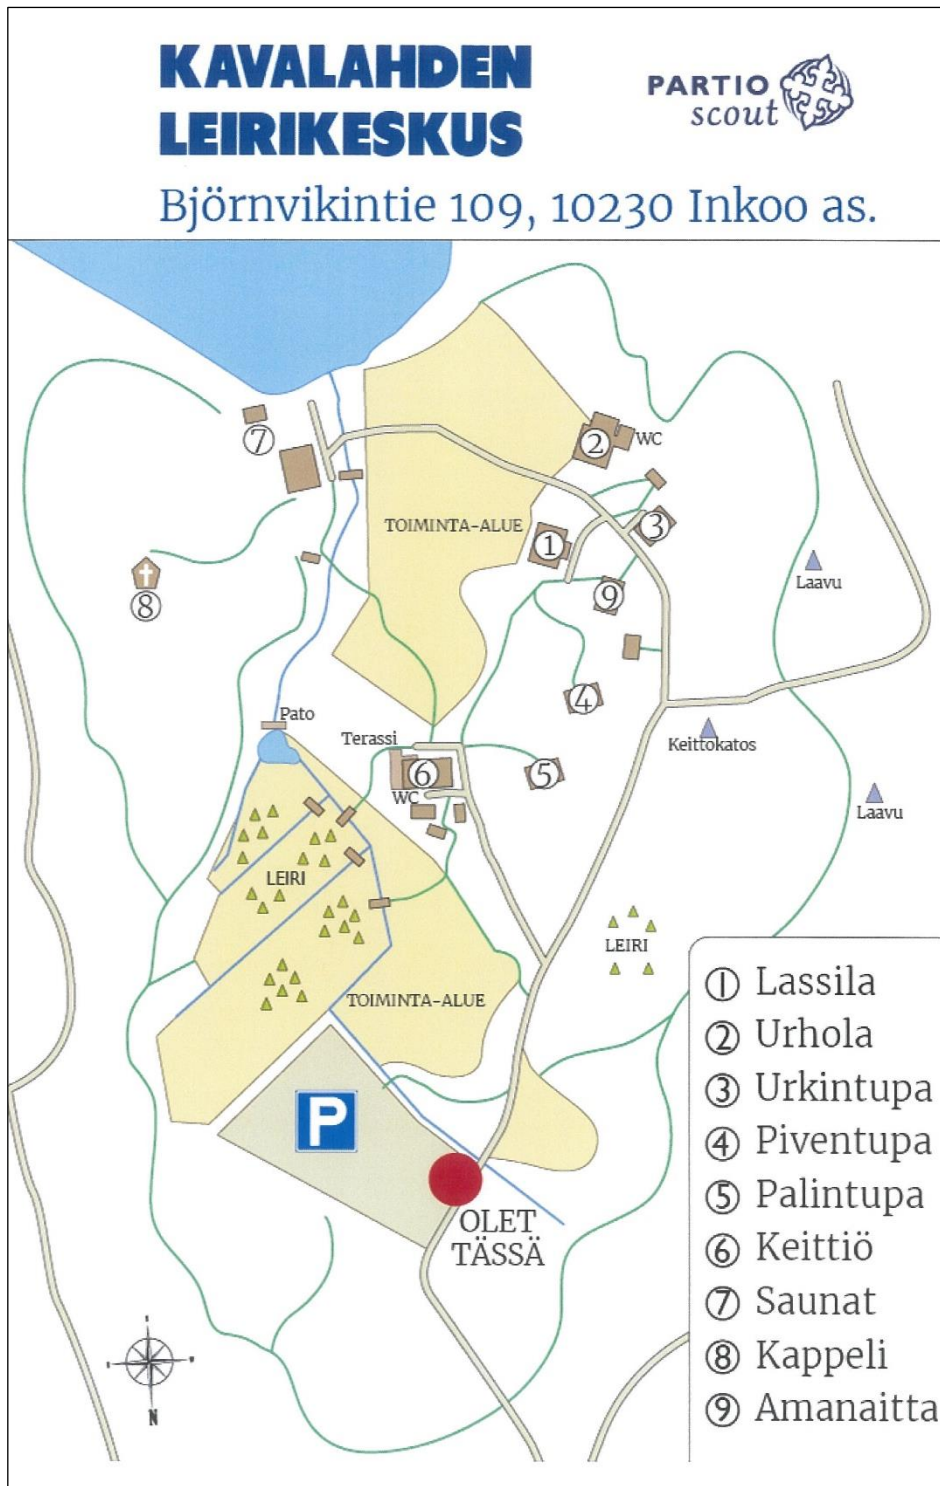 KAVALAHDEN
LEIRIKESKUS
PARTIO
scout
Björnvikintie 109, 10230 Inkoo as.
7
2
WC
TOIMINTA-ALUE
1
3
8
9
Laavu
4
Pato
Terassi
Keittokatos
6
5
WC
Laavu
LEIRI
LEIRI
TOIMINTA-ALUE
P
OLET
TÄSSÄ
N
1 Lassila
2 Urhola
3 Urkintupa
4 Piventupa
5 Palintupa
6 Keittiö
7 Saunat
8 Kappeli
9 Amanaitta